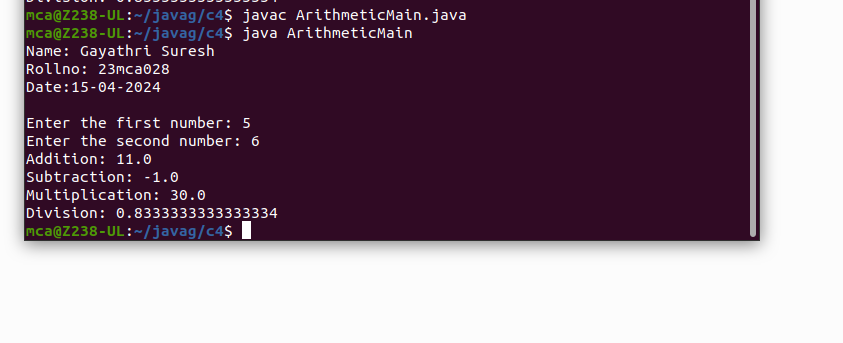 mca@Z238-UL:~/javag/c4$ javac ArithmeticMain.java
mca@Z238-UL:~/javag/c4$ java ArithmeticMain
Name: Gayathri Suresh
Rollno: 23mca028
Date:15-04-2024
Enter the first number: 5
Enter the second number: 6
Addition: 11.0
Subtraction: -1.0
Multiplication: 30.0
Division: 0.8333333333333334
mca@Z238-UL:~/javag/c4$